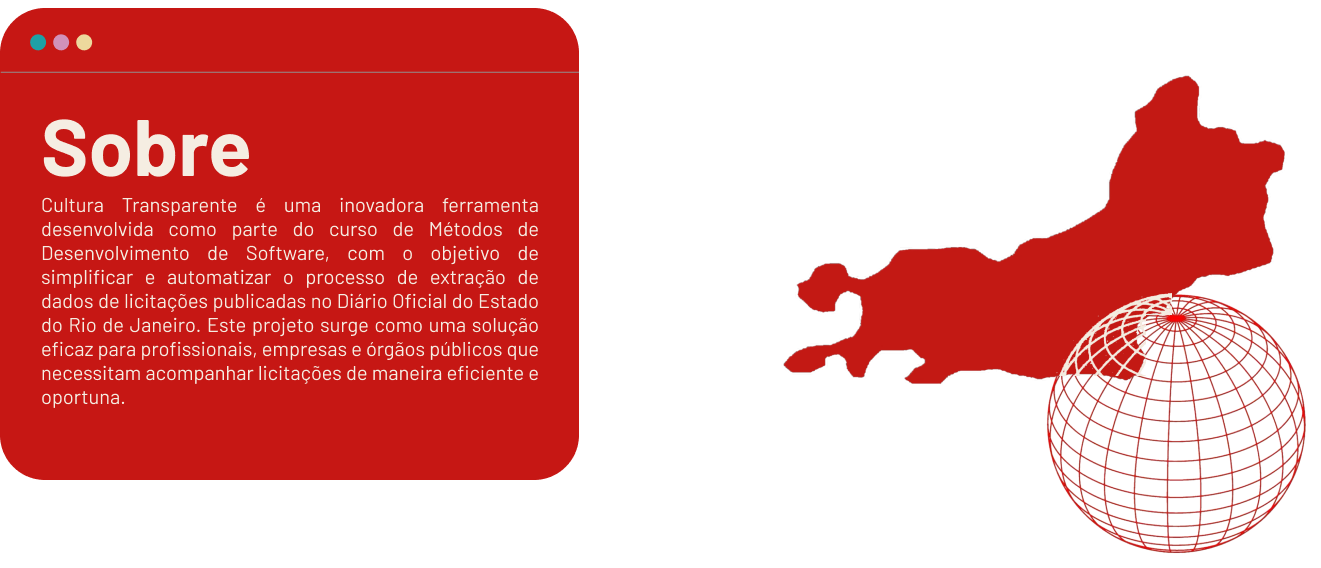 Sobre
Cultura Transparente é uma inovadora ferramenta
desenvolvida como parte do curso de Métodos de
Desenvolvimento de Software, com o objetivo de
simplificar e automatizar o processo de extração de
dados de licitações publicadas no Diário Oficial do Estado
do Rio de Janeiro. Este projeto surge como uma solução
eficaz para profissionais, empresas e órgãos públicos que
necessitam acompanhar licitações de maneira eficiente e
oportuna.